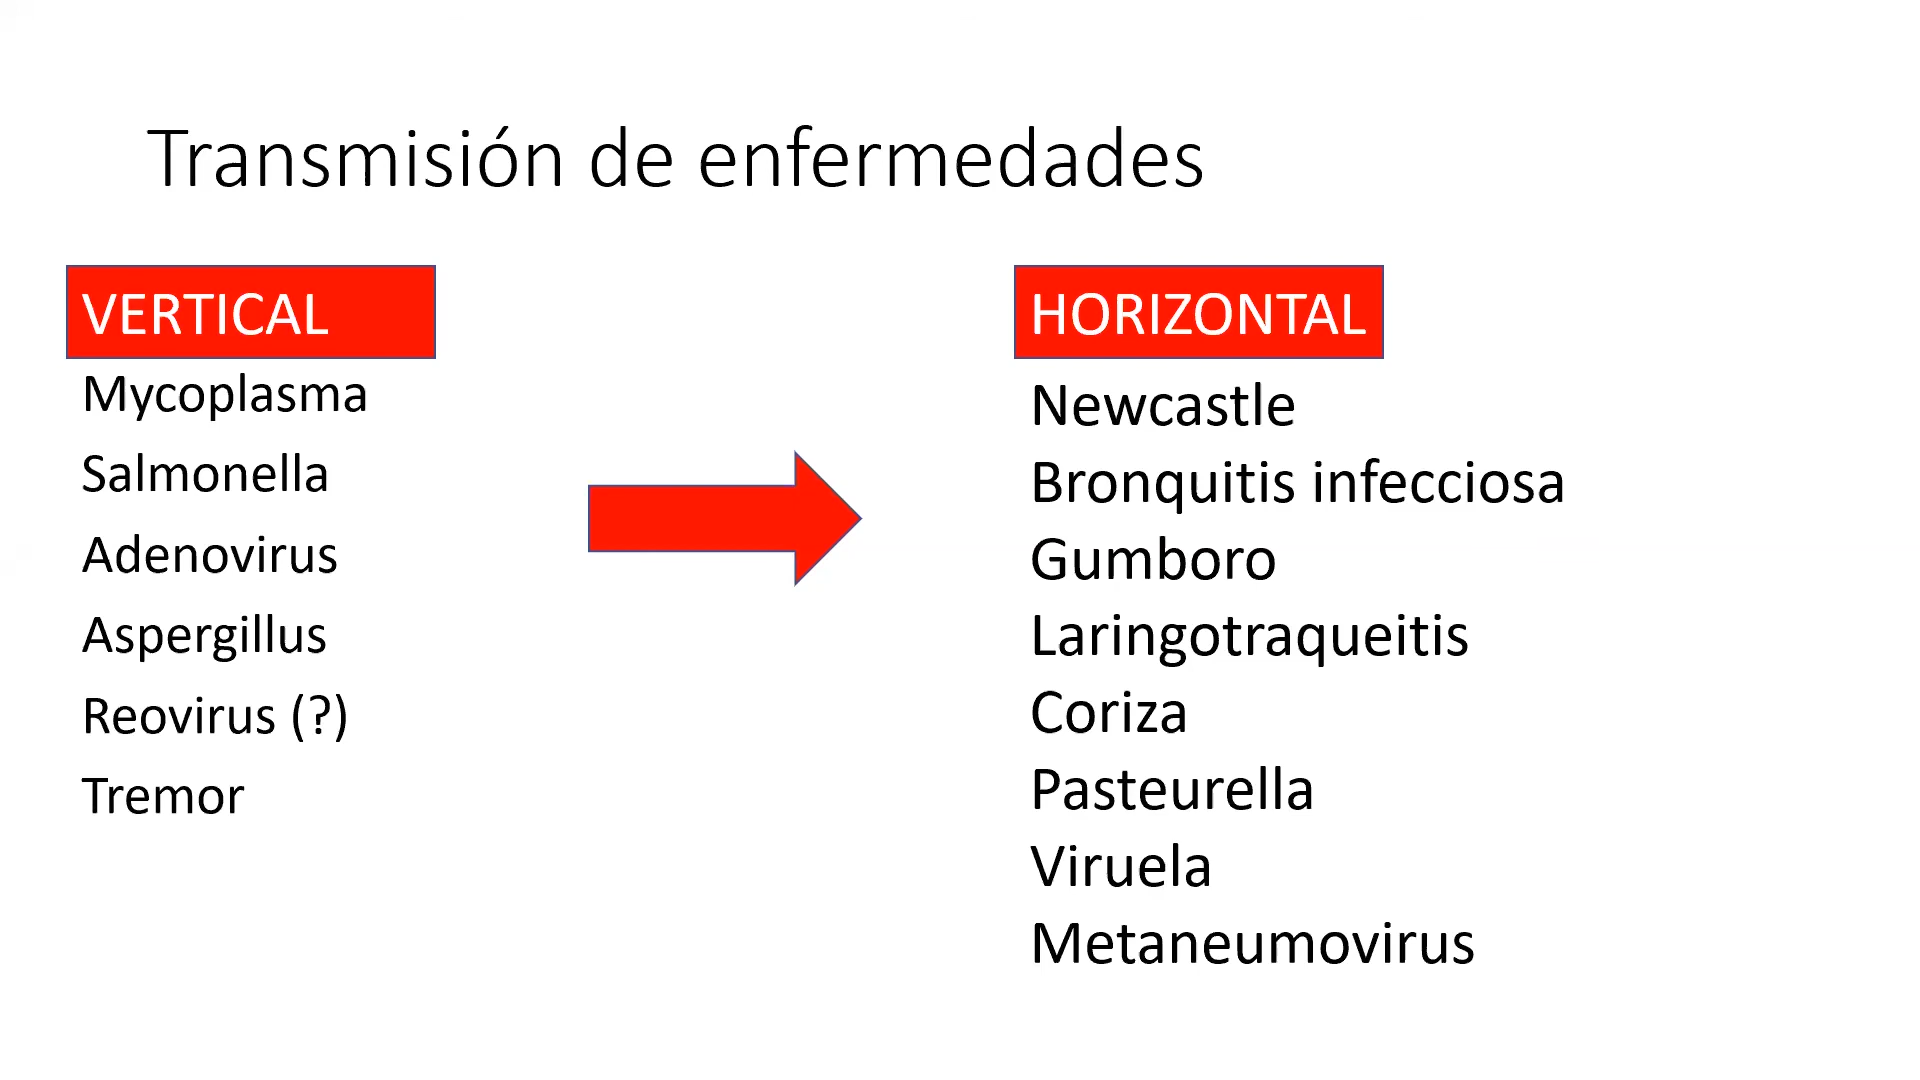 Transmisión de enfermedades
VERTICAL
Mycoplasma
Salmonella
Adenovirus
Aspergillus
Reovirus (?)
Tremor
HORIZONTAL
Newcastle
Bronquitis infecciosa
Gumboro
Laringotraqueitis
Coriza
Pasteurella
Viruela
Metaneumovirus